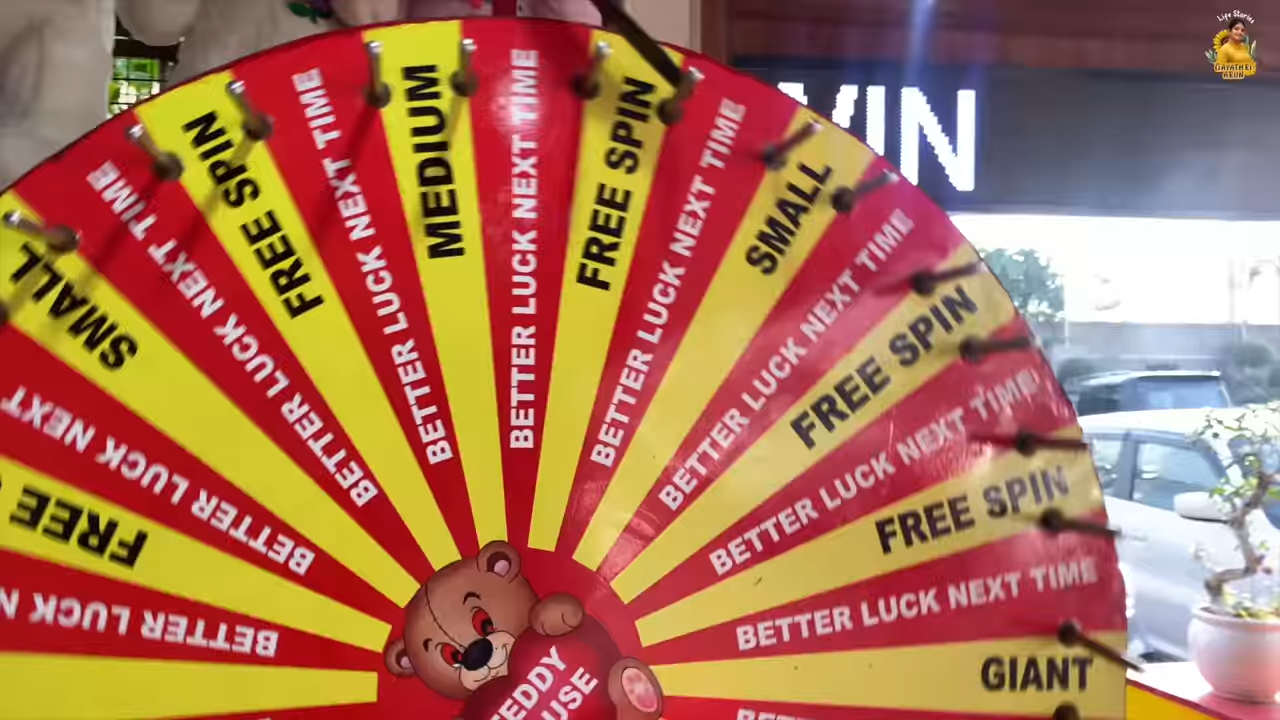 Life Stories
GAYATHRI
ARUN
SMALL
BETTER LUCK NEXT TIME
FREE SPIN
BETTER LUCK NEXT TIME
MEDIUM
BETTER LUCK NEXT TIME
FREE SPIN
BETTER LUCK NEXT TIME
SMALL
BETTER LUCK NEXT TIME
FREE SPIN
BETTER LUCK NEXT TIME
FREE SPIN
BETTER LUCK NEXT TIME
GIANT
BETTER LUCK NEXT
FREE
BETTER LUCK N
TEDDY
USE